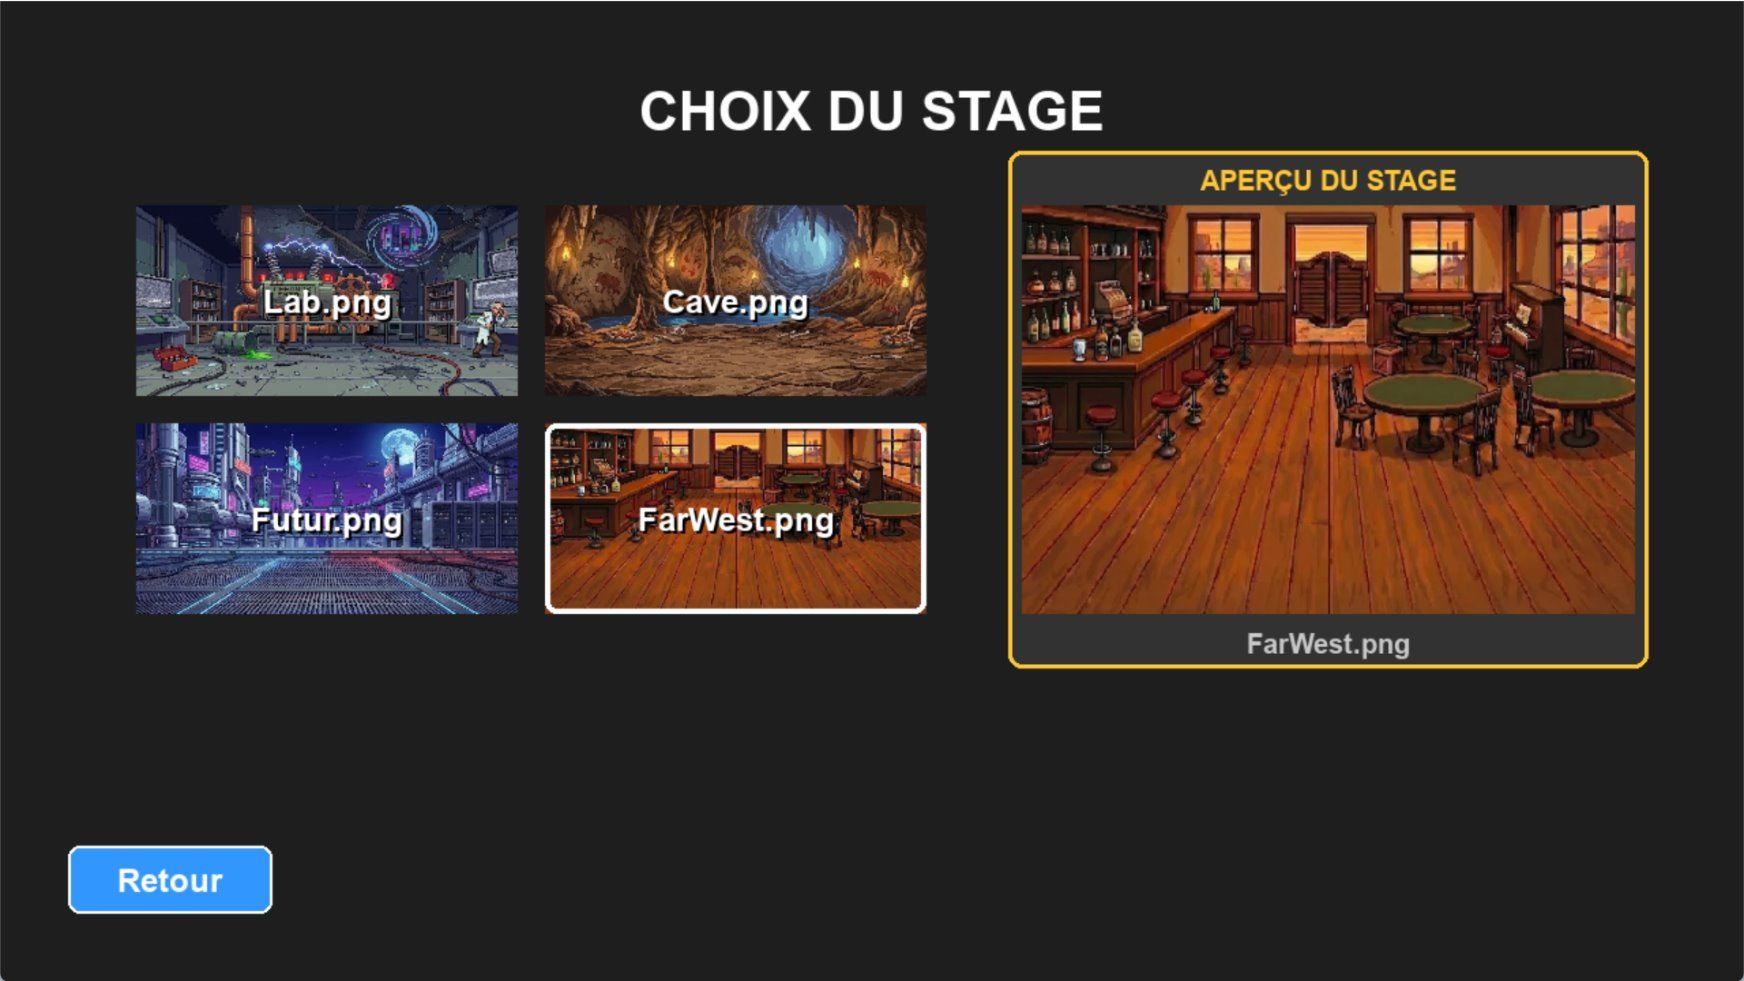 CHOIX DU STAGE
APERÇU DU STAGE
Lab.png
Cave.png
Futur.png
FarWest.png
FarWest.png
Retour